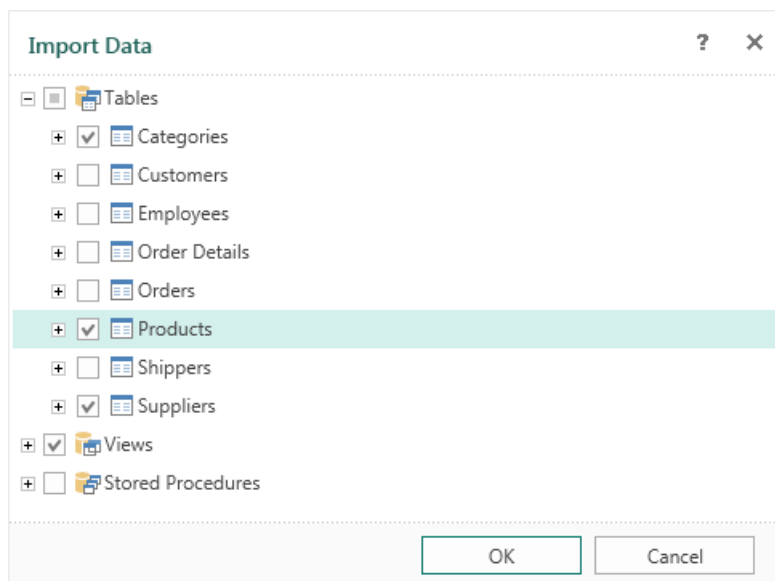 Import Data ?
Tables
Categories
Customers
Employees
Order Details
Orders
Products
Shippers
Suppliers
Views
Stored Procedures
OK Cancel